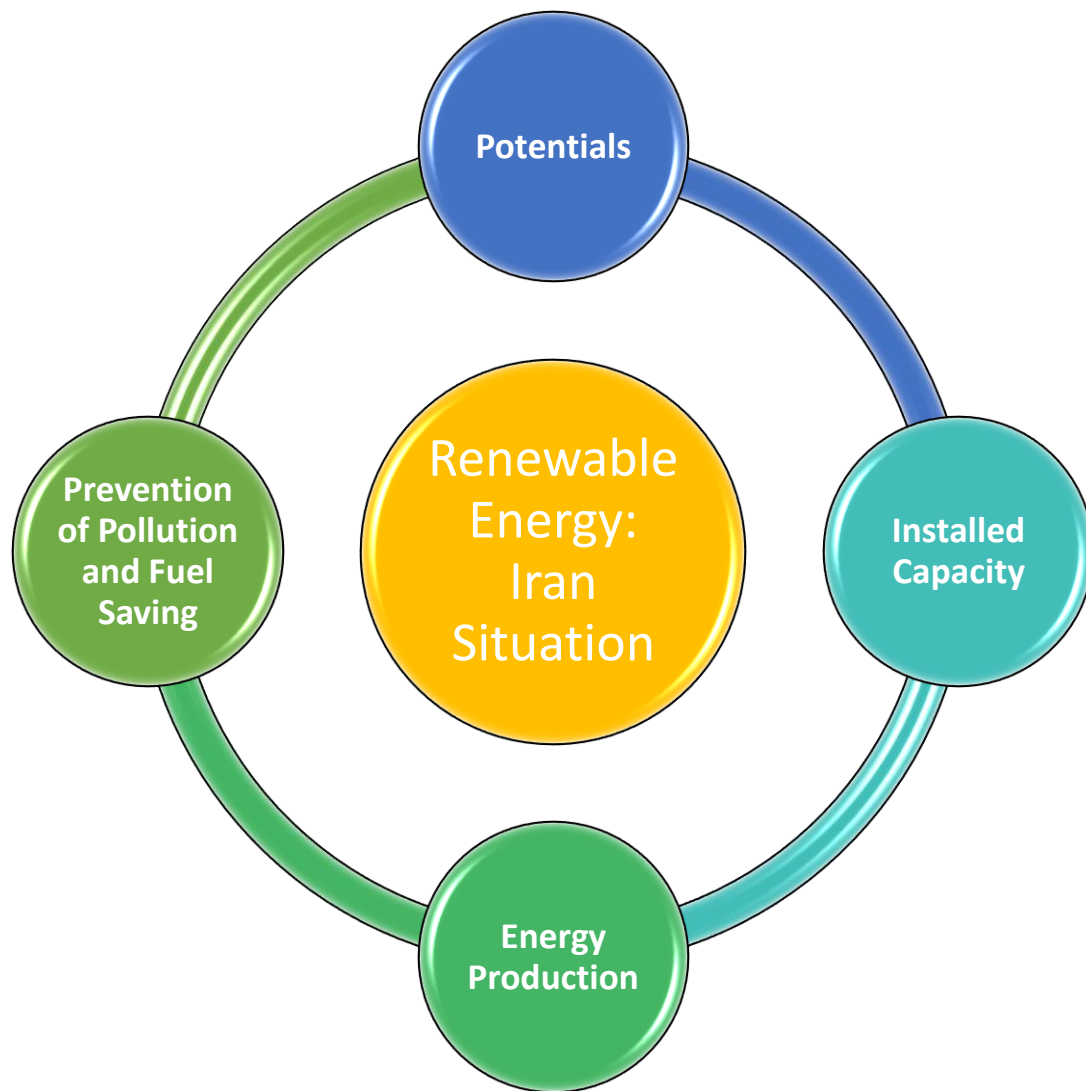 Potentials
Renewable
Energy:
Iran
Situation
Installed
Capacity
Energy
Production
Prevention
of Pollution
and Fuel
Saving